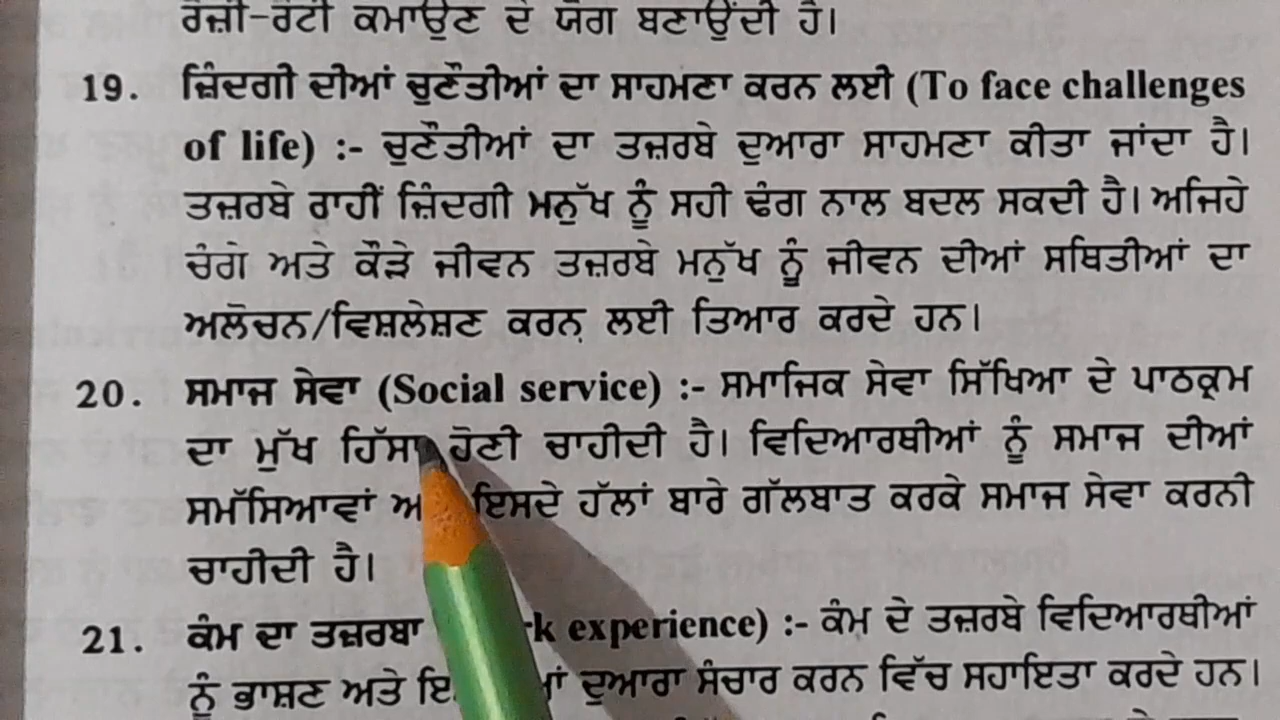 ਰੋਜ਼ੀ-ਰੋਟੀ ਕਮਾਉਣ ਦੇ ਯੋਗ ਬਣਾਉਂਦੀ ਹੈ।
19. ਜ਼ਿੰਦਗੀ ਦੀਆਂ ਚੁਣੌਤੀਆਂ ਦਾ ਸਾਹਮਣਾ ਕਰਨ ਲਈ (To face challenges
of life) :- ਚੁਣੌਤੀਆਂ ਦਾ ਤਜ਼ਰਬੇ ਦੁਆਰਾ ਸਾਹਮਣਾ ਕੀਤਾ ਜਾਂਦਾ ਹੈ।
ਤਜ਼ਰਬੇ ਰਾਹੀਂ ਜ਼ਿੰਦਗੀ ਮਨੁੱਖ ਨੂੰ ਸਹੀ ਢੰਗ ਨਾਲ ਬਦਲ ਸਕਦੀ ਹੈ। ਅਜਿਹੇ
ਚੰਗੇ ਅਤੇ ਕੌੜੇ ਜੀਵਨ ਤਜ਼ਰਬੇ ਮਨੁੱਖ ਨੂੰ ਜੀਵਨ ਦੀਆਂ ਸਥਿਤੀਆਂ ਦਾ
ਅਲੋਚਨ/ਵਿਸ਼ਲੇਸ਼ਣ ਕਰਨ ਲਈ ਤਿਆਰ ਕਰਦੇ ਹਨ।
20. ਸਮਾਜ ਸੇਵਾ (Social service) :- ਸਮਾਜਿਕ ਸੇਵਾ ਸਿੱਖਿਆ ਦੇ ਪਾਠਕ੍ਰਮ
ਦਾ ਮੁੱਖ ਹਿੱਸਾ ਹੋਣੀ ਚਾਹੀਦੀ ਹੈ। ਵਿਦਿਆਰਥੀਆਂ ਨੂੰ ਸਮਾਜ ਦੀਆਂ
ਸਮੱਸਿਆਵਾਂ ਇਸਦੇ ਹੱਲਾਂ ਬਾਰੇ ਗੱਲਬਾਤ ਕਰਕੇ ਸਮਾਜ ਸੇਵਾ ਕਰਨੀ
ਚਾਹੀਦੀ ਹੈ।
21. ਕੰਮ ਦਾ ਤਜ਼ਰਬਾ experience) :- ਕੰਮ ਦੇ ਤਜ਼ਰਬੇ ਵਿਦਿਆਰਥੀਆਂ
ਨੂੰ ਭਾਸ਼ਣ ਅਤੇ ਦੁਆਰਾ ਸੰਚਾਰ ਕਰਨ ਵਿੱਚ ਸਹਾਇਤਾ ਕਰਦੇ ਹਨ।